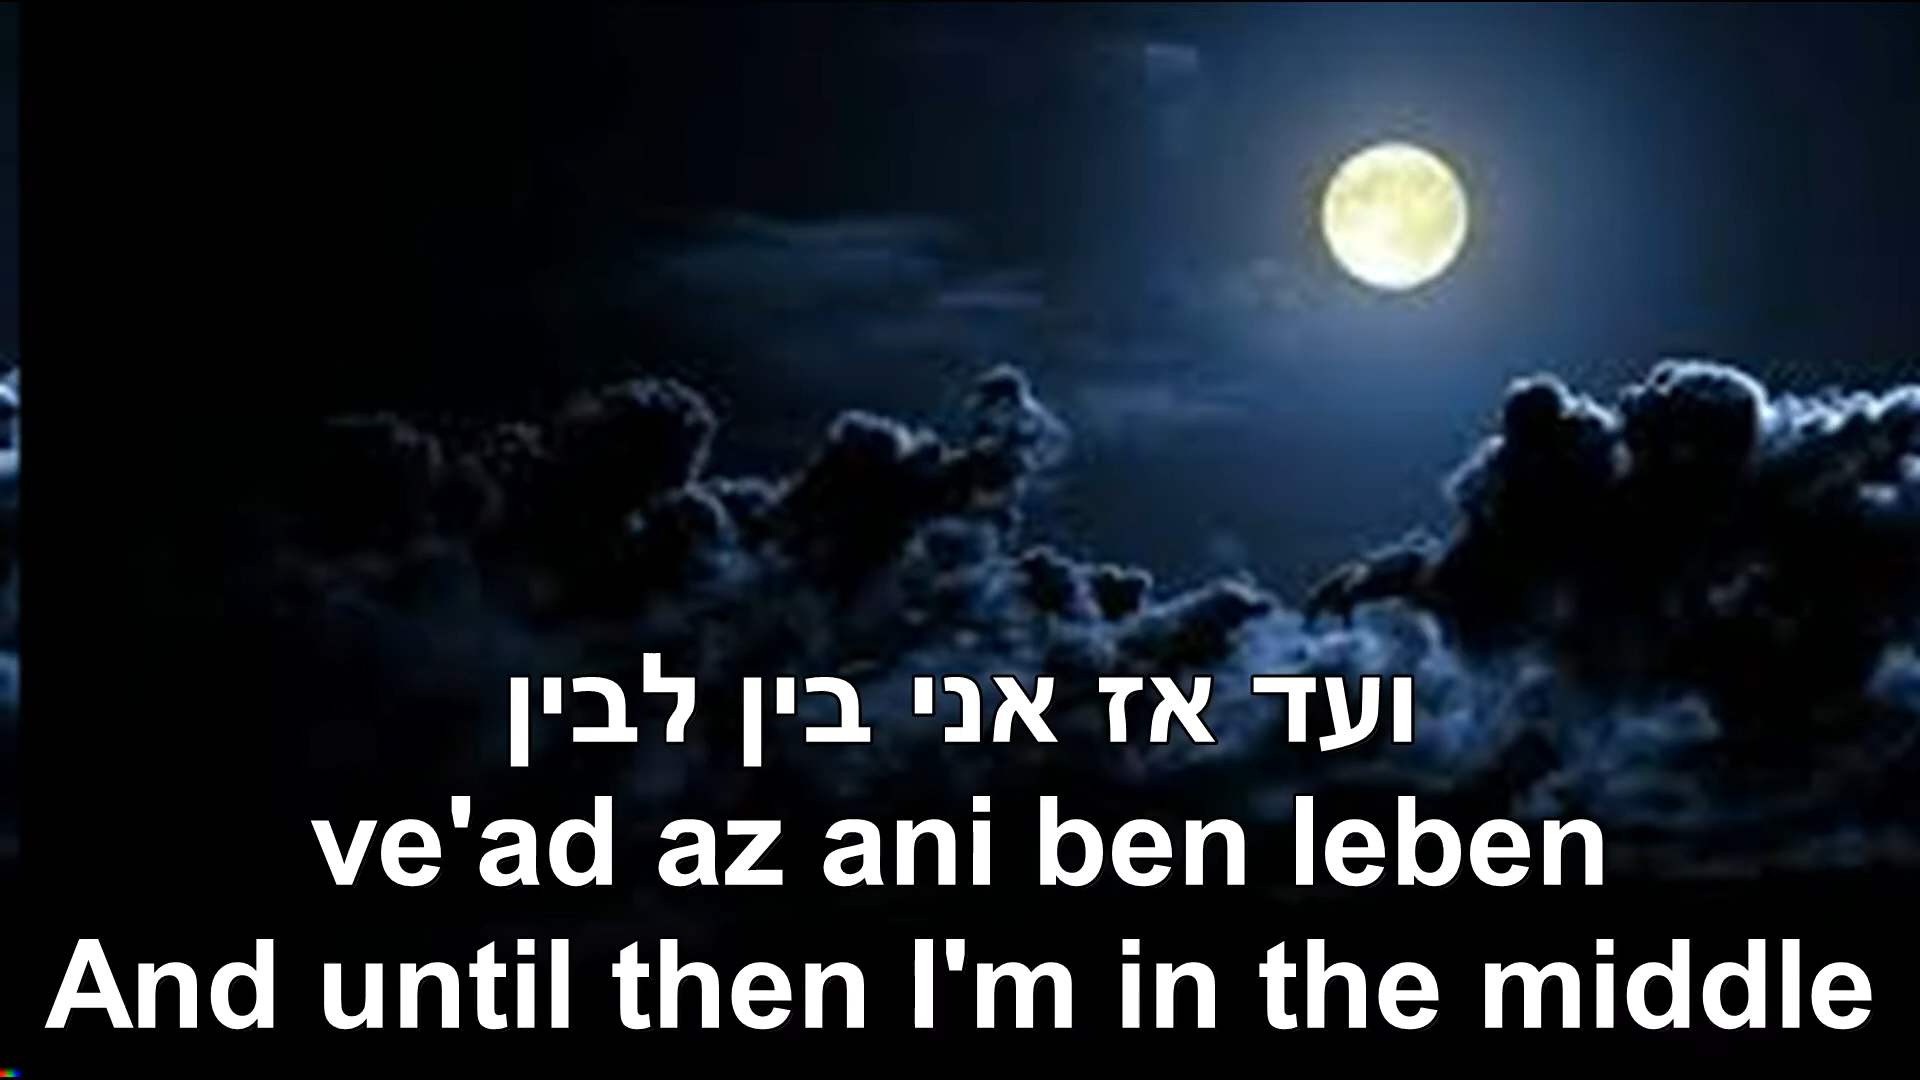 ועד אז אני בין לבין
ve'ad az ani ben leben
And until then I'm in the middle